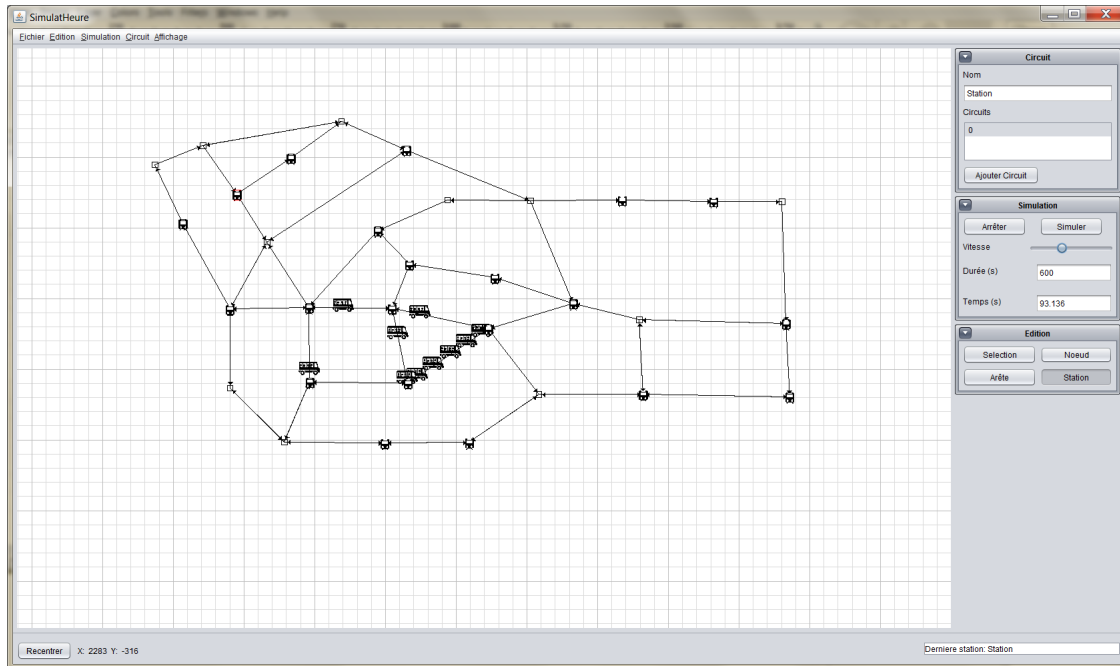 SimulatHeure
Fichier Edition Simulation Circuit Affichage
Circuit
Nom
Station
Circuits
0
Ajouter Circuit
Simulation
Arrêter Simuler
Vitesse
Durée (s) 600
Temps (s) 93.136
Edition
Selection Noeud
Arête Station
Recentrer X: 2283 Y: -316
Derniere station: Station